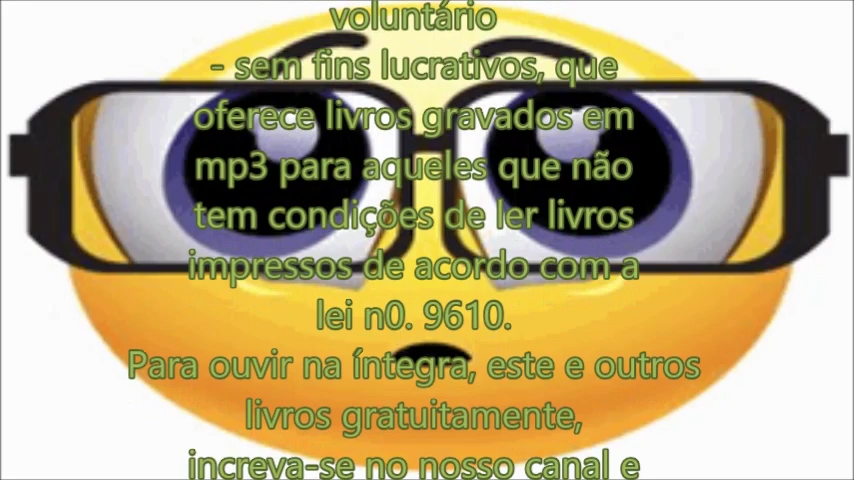 voluntário
- sem fins lucrativos, que
oferece livros gravados em
mp3 para aqueles que não
tem condições de ler livros
impressos de acordo com a
lei n0. 9610.
Para ouvir na íntegra, este e outros
livros gratuitamente,
increva-se no nosso canal e